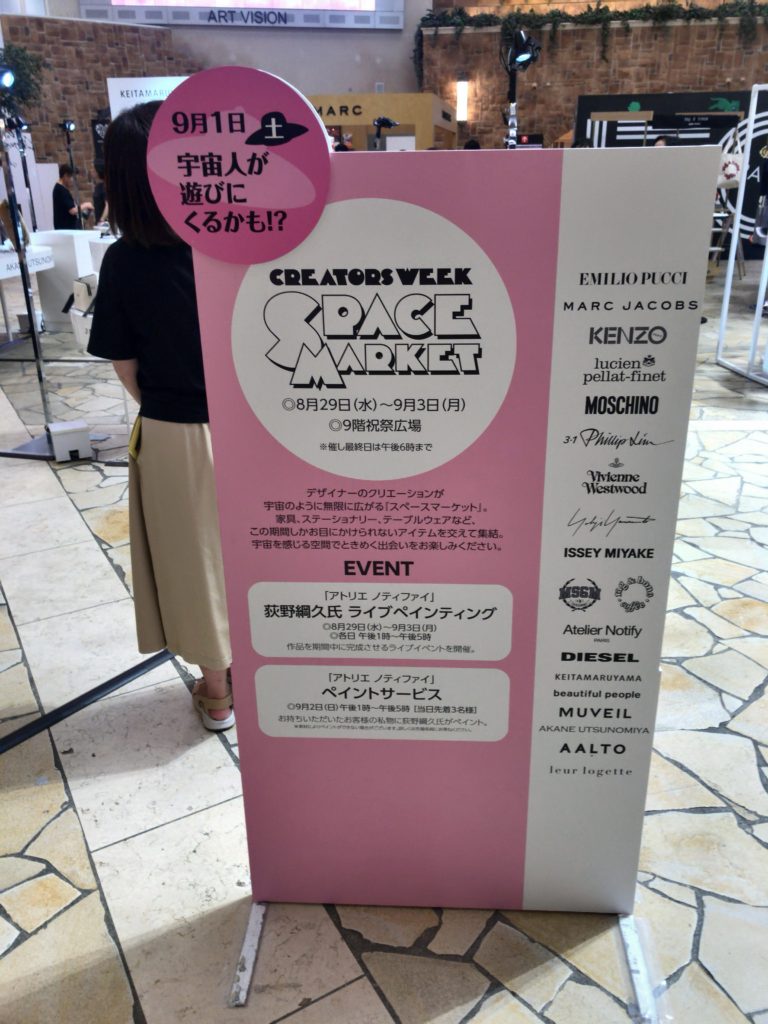 ART VISION
KEITAMARU
MARC
9月1日 土
宇宙人が
遊びに
くるかも!?
CREATORS WEEK
SPACE
MARKET
◎8月29日(水)～9月3日(月)
◎9階祝祭広場
※催し最終日は午後6時まで
デザイナーのクリエーションが
宇宙のように無限に広がる『スペースマーケット』。
家具、ステーショナリー、テーブルウェアなど、
この期間しかお目にかけられないアイテムを交えて集結。
宇宙を感じる空間でときめく出会いをお楽しみください。
EVENT
「アトリエ ノティファイ」
荻野綱久氏 ライブペインティング
◎8月29日(水)～9月3日(月)
◎各日 午後1時～午後5時
作品を期間中に完成させるライブイベントを開催。
「アトリエ ノティファイ」
ペイントサービス
◎9月2日(日)午後1時～午後5時 [当日先着3名様]
お持ちいただいたお客様の私物に荻野綱久氏がペイント。
EMILIO PUCCI
MARC JACOBS
KENZO
lucien
pellat-finet
MOSCHINO
3.1 Phillip Lim
Vivienne
Westwood
Yohji Yamamoto
ISSEY MIYAKE
MSGM
Atelier Notify
PARIS
DIESEL
KEITAMARUYAMA
beautiful people
MUVEIL
AKANE UTSUNOMIYA
AALTO
leur logette
AKANE UTSUNOMI